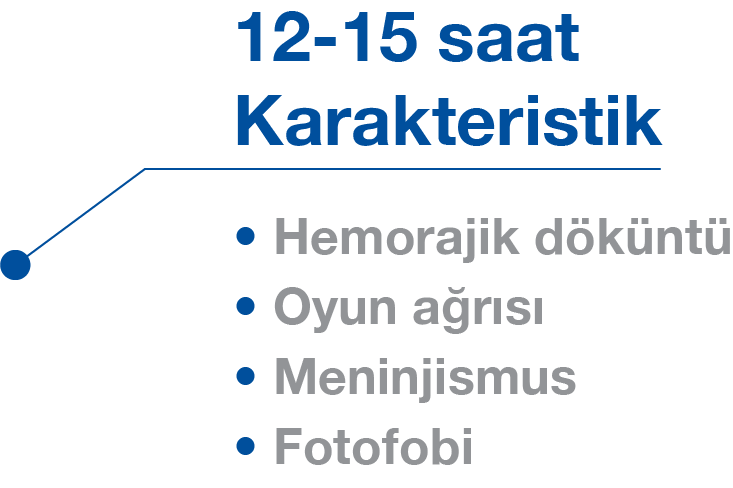 12-15 saat
Karakteristik
• Hemorajik döküntü
• Oyun ağrısı
• Meninjismus
• Fotofobi